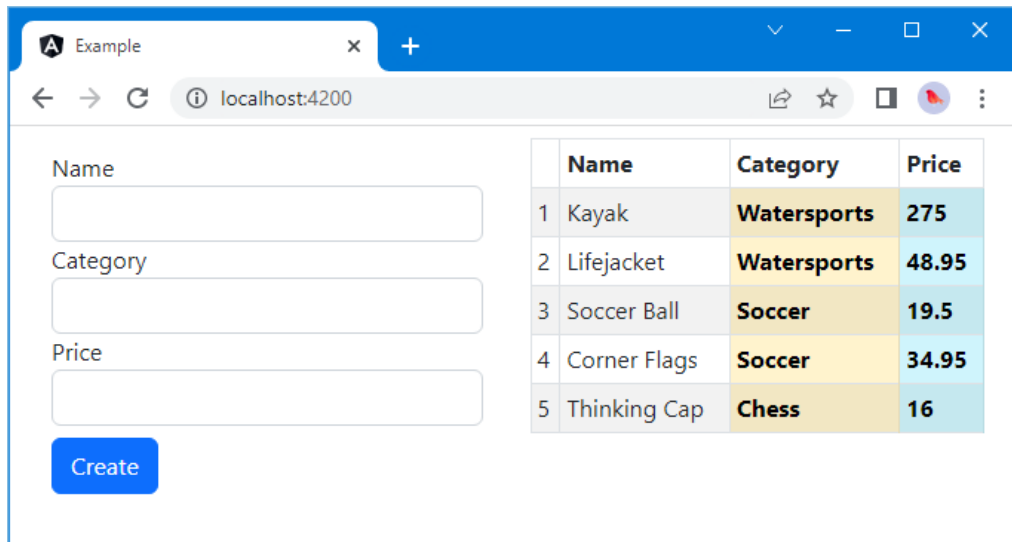 Example
localhost:4200
Name
Category
Price
Create
Name Category Price
1 Kayak Watersports 275
2 Lifejacket Watersports 48.95
3 Soccer Ball Soccer 19.5
4 Corner Flags Soccer 34.95
5 Thinking Cap Chess 16